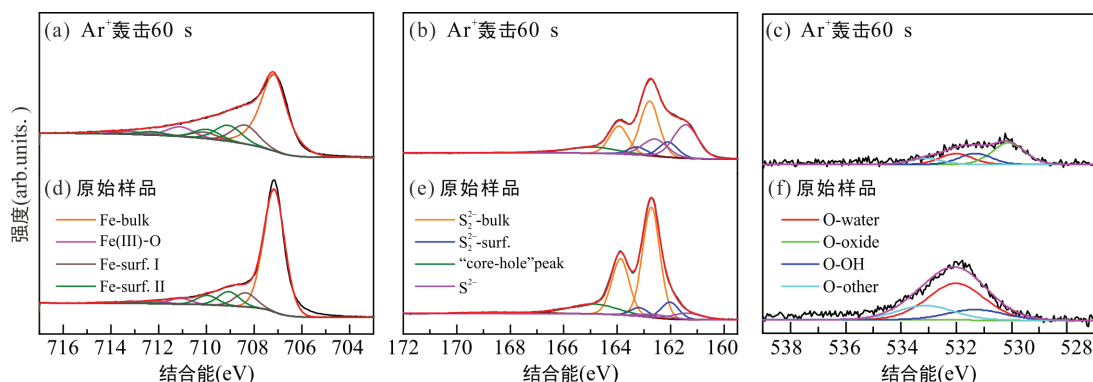 (a) Ar⁺轰击60 s
(b) Ar⁺轰击60 s
(c) Ar⁺轰击60 s
强度(arb.units.)
(d) 原始样品
Fe-bulk
Fe(III)-O
Fe-surf. I
Fe-surf. II
(e) 原始样品
S₂²⁻-bulk
S₂²⁻-surf.
“core-hole”peak
S²⁻
(f) 原始样品
O-water
O-oxide
O-OH
O-other
716 714 712 710 708 706 704
172 170 168 166 164 162 160
538 536 534 532 530 528
结合能(eV)
结合能(eV)
结合能(eV)